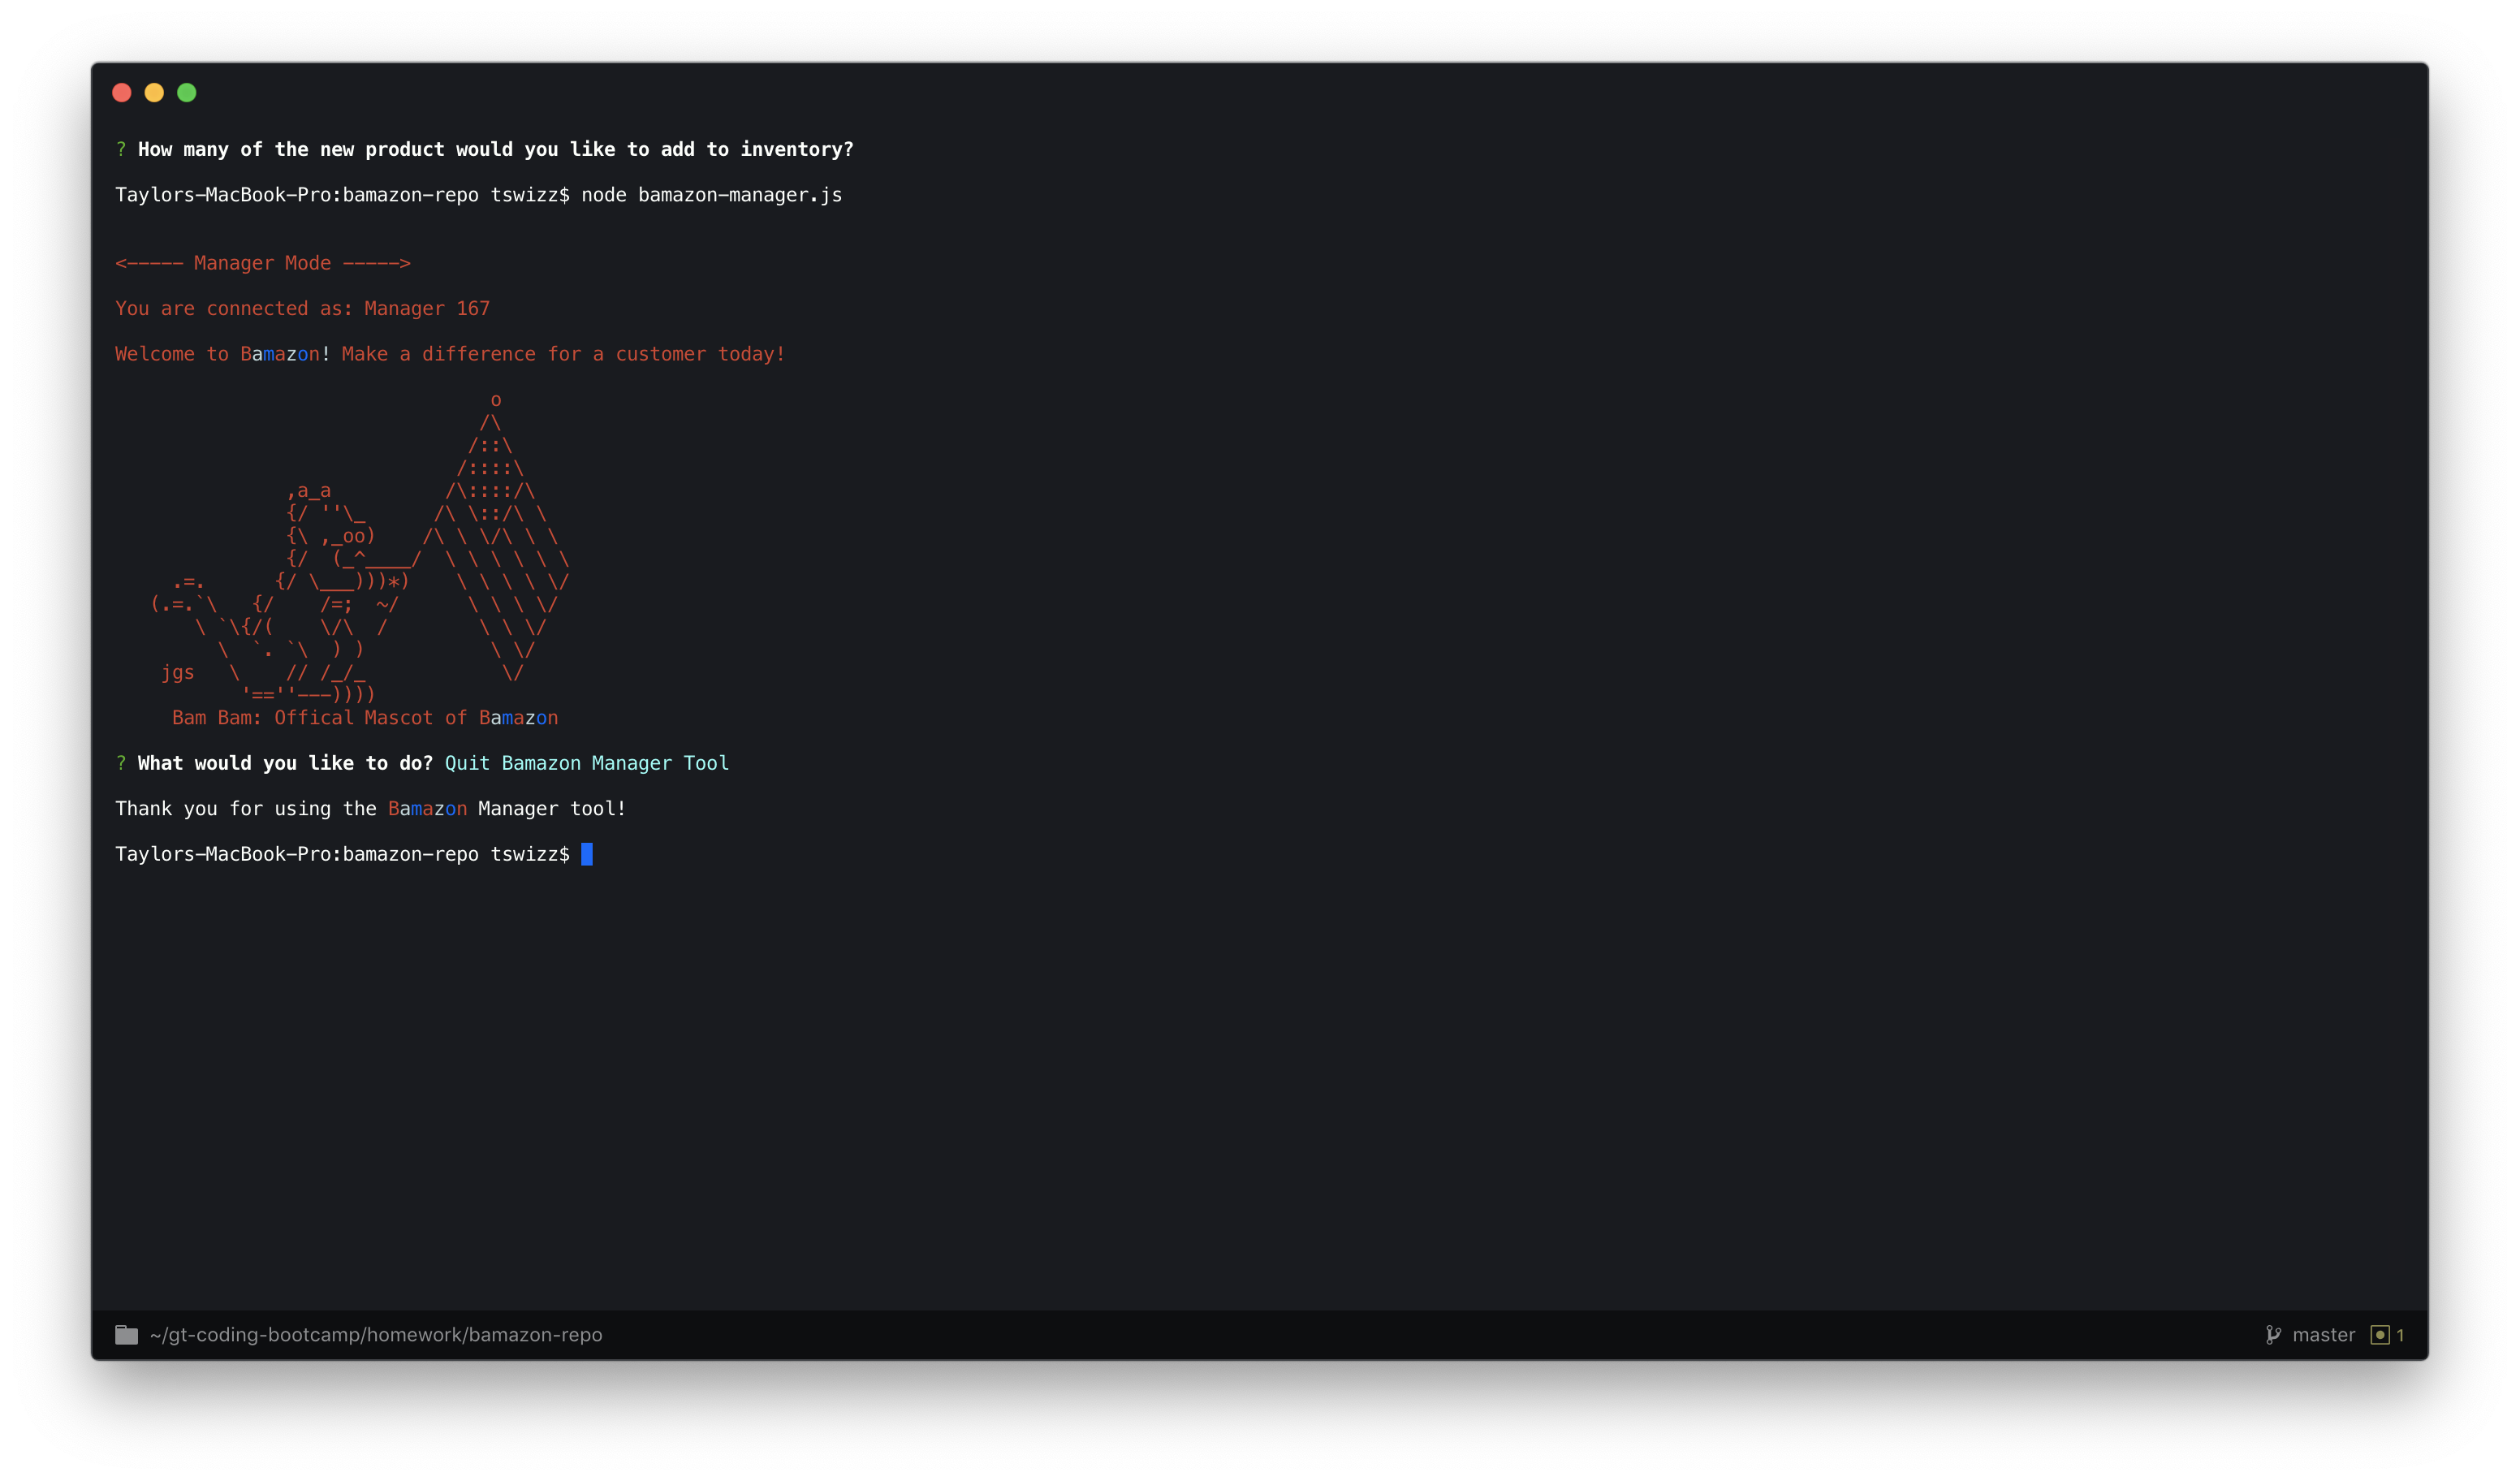 ? How many of the new product would you like to add to inventory?
Taylors-MacBook-Pro:bamazon-repo tswizz$ node bamazon-manager.js
<----- Manager Mode ----->
You are connected as: Manager 167
Welcome to Bamazon! Make a difference for a customer today!
                                 o
                                /\
                               /::\
                              /::::\
               ,a_a          /\::::/\
               {/ ''\_      /\ \::/\ \
               {\ ,_oo)    /\ \ \/\ \ \
               {/  (_^____/  \ \ \ \ \ \
     .=.      {/ \___)))*)    \ \ \ \ \/
   (.=.`\   {/    /=;  ~/      \ \ \ \/
       \ `\{/(    \/\  /        \ \ \/
         \  `. `\  ) )           \ \/
    jgs   \    // /_/_            \/
           '==''---))))
     Bam Bam: Offical Mascot of Bamazon
? What would you like to do? Quit Bamazon Manager Tool
Thank you for using the Bamazon Manager tool!
Taylors-MacBook-Pro:bamazon-repo tswizz$
~/gt-coding-bootcamp/homework/bamazon-repo
master 1